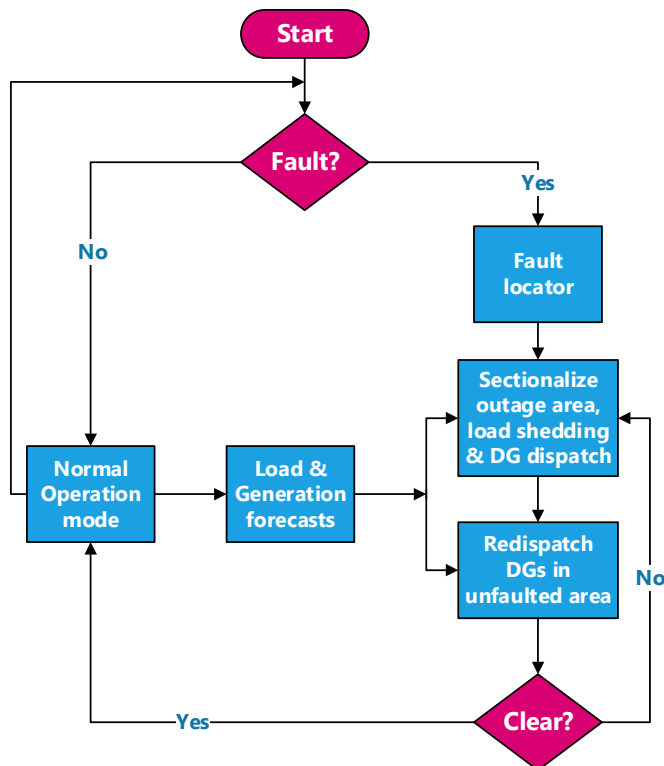 Start
Fault?
Yes
No
Fault
locator
Sectionalize
outage area,
load shedding
& DG dispatch
Normal
Operation
mode
Load &
Generation
forecasts
Redispatch
DGs in
unfaulted area
No
Yes
Clear?